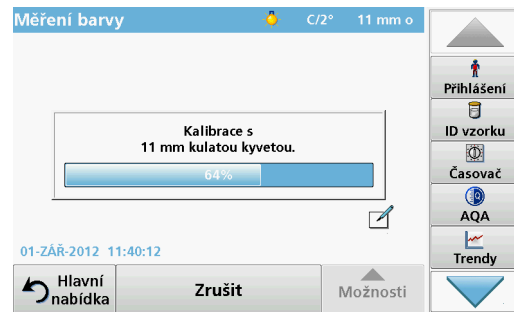 Měření barvy C/2° 11 mm o
Přihlášení
ID vzorku
Časovač
AQA
Trendy
Kalibrace s
11 mm kulatou kyvetou.
64%
01-ZÁŘ-2012 11:40:12
Hlavní
nabídka
Zrušit
Možnosti